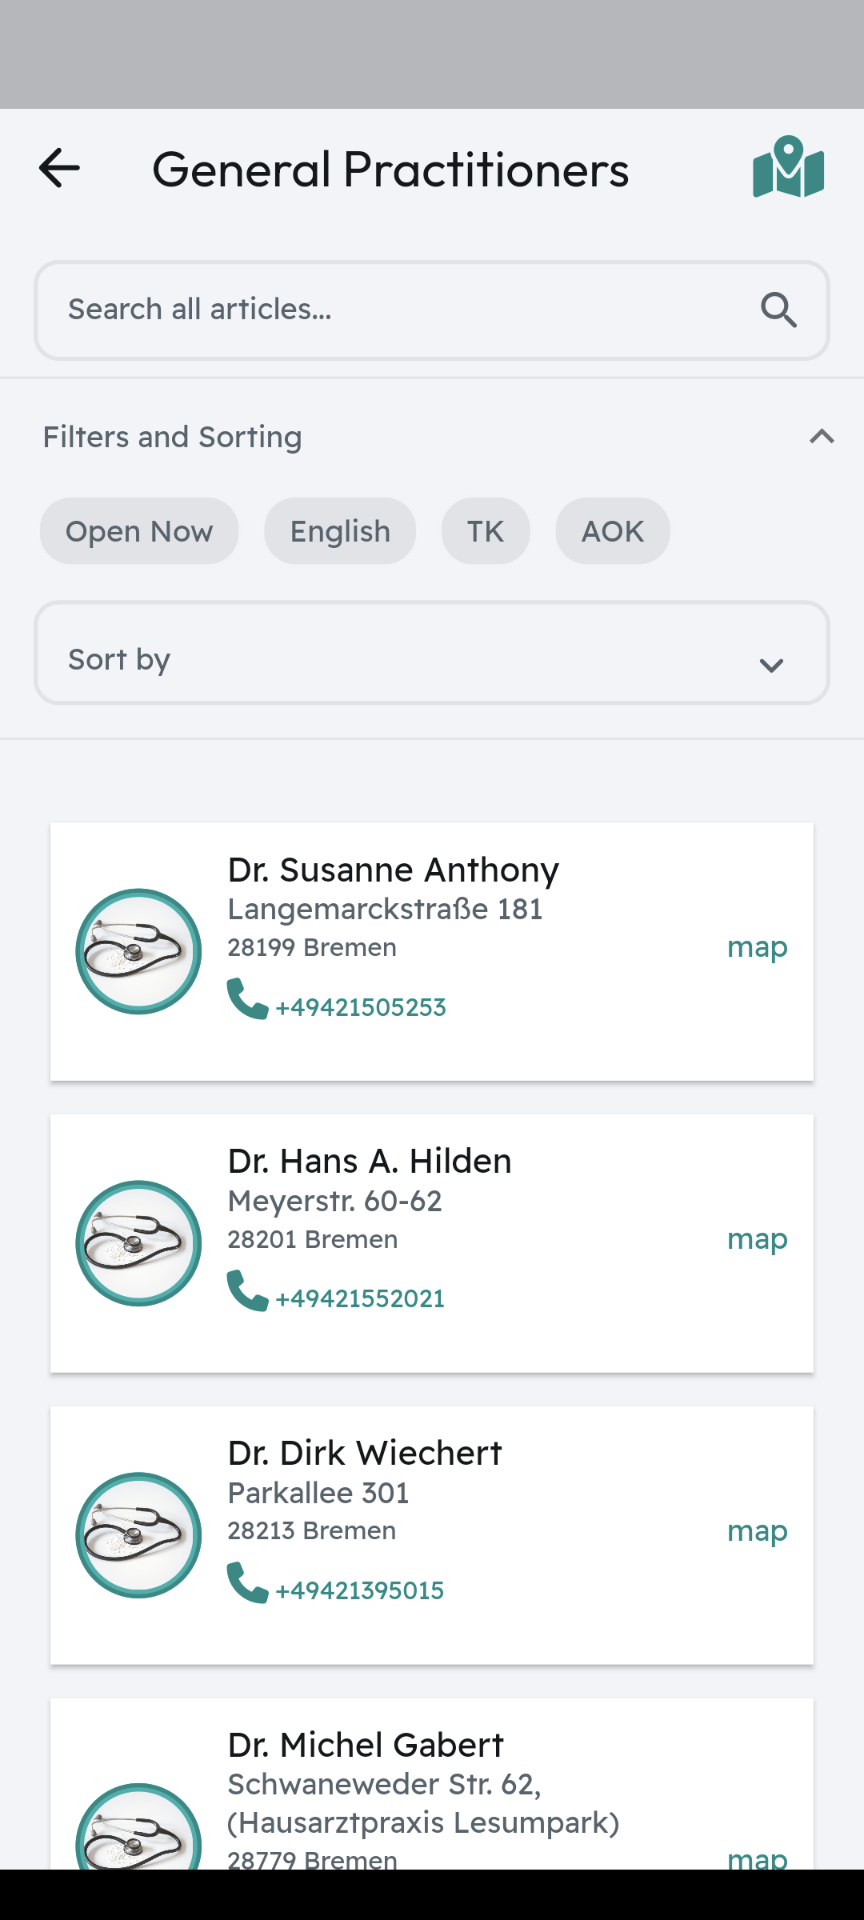 General Practitioners
Search all articles...
Filters and Sorting
Open Now English TK AOK
Sort by
Dr. Susanne Anthony
Langemarckstraße 181
28199 Bremen
map
+49421505253
Dr. Hans A. Hilden
Meyerstr. 60-62
28201 Bremen
map
+49421552021
Dr. Dirk Wiechert
Parkallee 301
28213 Bremen
map
+49421395015
Dr. Michel Gabert
Schwaneweder Str. 62,
(Hausarztpraxis Lesumpark)
28779 Bremen
map